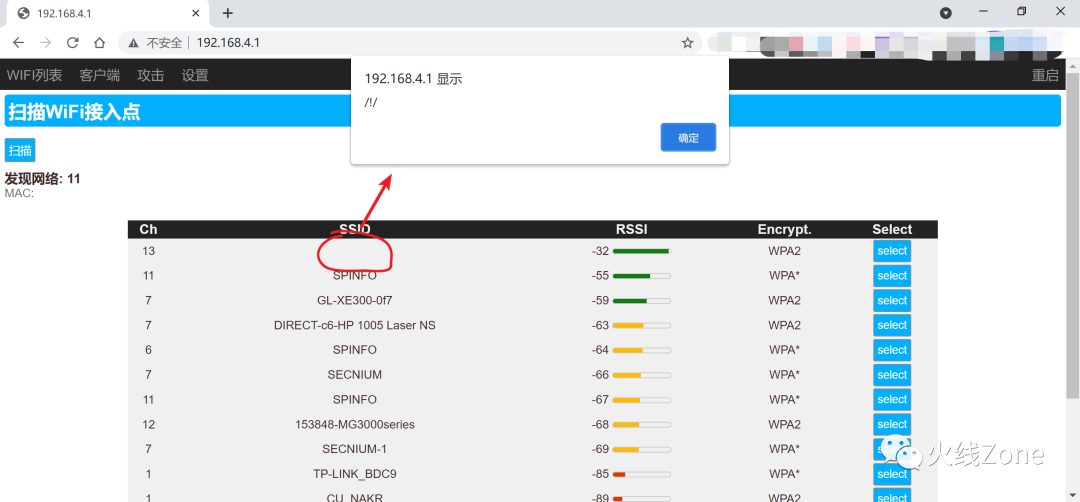 192.168.4.1
不安全 192.168.4.1
192.168.4.1 显示
/!/
确定
WIFI列表 客户端 攻击 设置 重启
扫描WiFi接入点
扫描
发现网络: 11
MAC:
Ch SSID RSSI Encrypt. Select
13 -32 WPA2 select
11 SPINFO -55 WPA* select
7 GL-XE300-0f7 -59 WPA2 select
7 DIRECT-c6-HP 1005 Laser NS -63 WPA2 select
6 SPINFO -64 WPA* select
7 SECNIUM -66 WPA* select
11 SPINFO -67 WPA* select
12 153848-MG3000series -68 WPA2 select
7 SECNIUM-1 -69 WPA* select
1 TP-LINK_BDC9 -85 WPA* select
1 CU_NAKR -89 WPA2 select
火线Zone